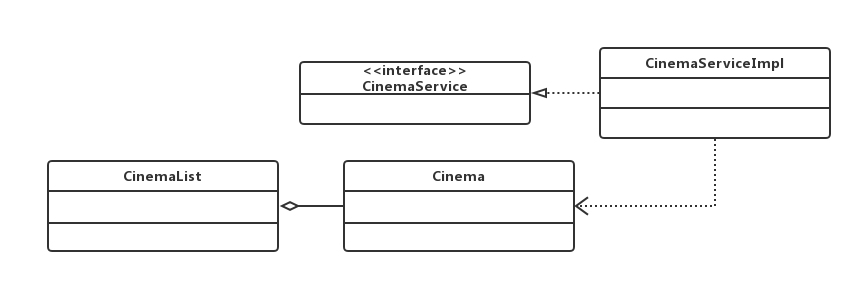 <<interface>>
CinemaService
CinemaServiceImpl
CinemaList
Cinema